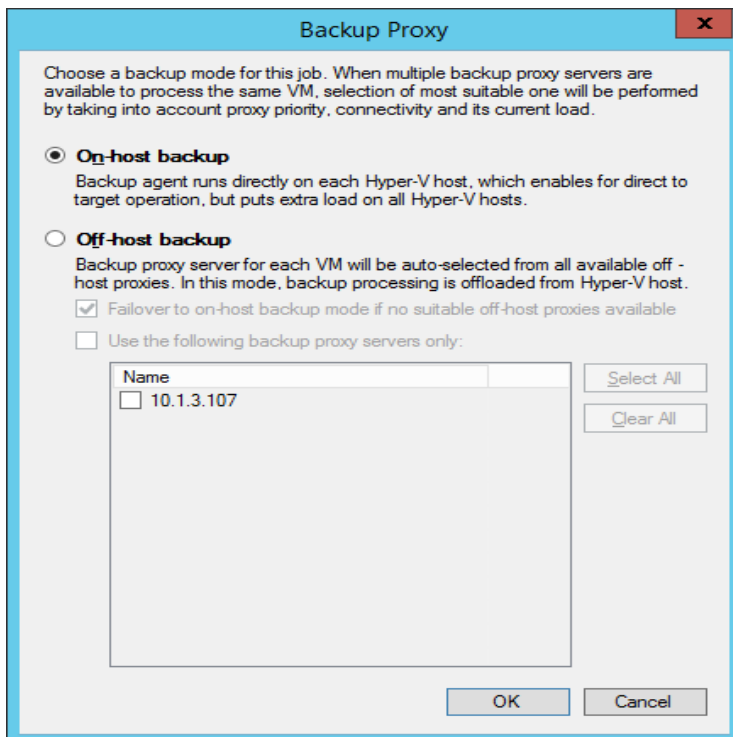 Backup Proxy
x
Choose a backup mode for this job. When multiple backup proxy servers are
available to process the same VM, selection of most suitable one will be performed
by taking into account proxy priority, connectivity and its current load.
On-host backup
Backup agent runs directly on each Hyper-V host, which enables for direct to
target operation, but puts extra load on all Hyper-V hosts.
Off-host backup
Backup proxy server for each VM will be auto-selected from all available off -
host proxies. In this mode, backup processing is offloaded from Hyper-V host.
Failover to on-host backup mode if no suitable off-host proxies available
Use the following backup proxy servers only:
Name
10.1.3.107
Select All
Clear All
OK
Cancel